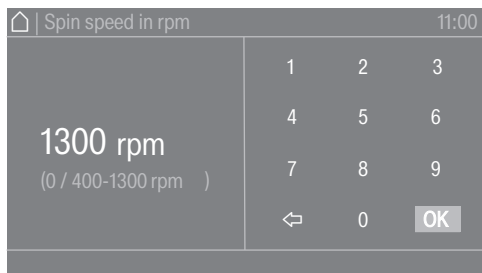 | Spin speed in rpm 11:00
1300 rpm
(0 / 400-1300 rpm )
1 2 3
4 5 6
7 8 9
0 OK